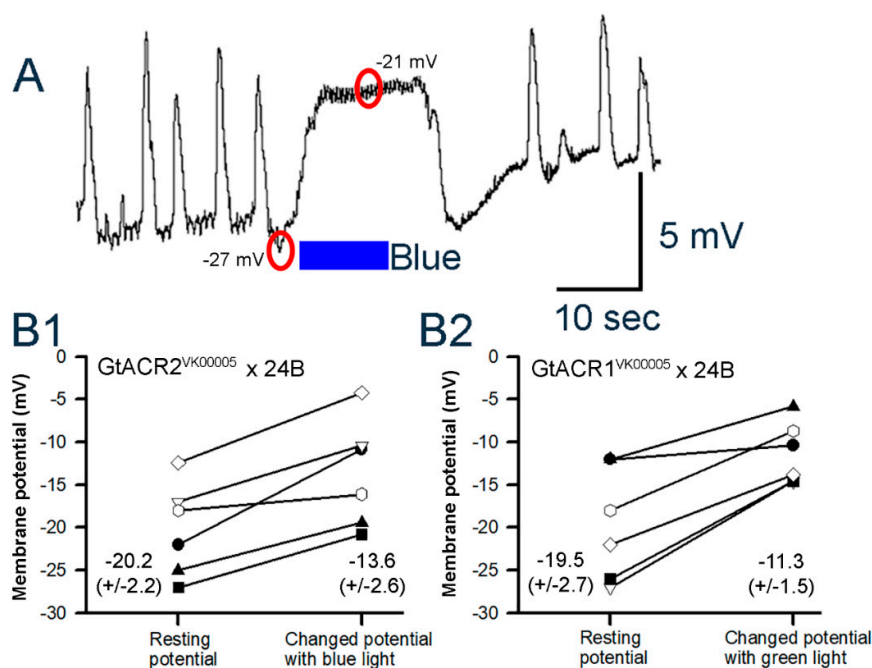 A
-21 mV
-27 mV
Blue
5 mV
10 sec
B1
B2
GtACR2VK00005 x 24B
GtACR1VK00005 x 24B
Membrane potential (mV)
0
-5
-10
-15
-20
-25
-30
-20.2
(+/-2.2)
-13.6
(+/-2.6)
Resting
potential
Changed potential
with blue light
Membrane potential (mV)
0
-5
-10
-15
-20
-25
-30
-19.5
(+/-2.7)
-11.3
(+/-1.5)
Resting
potential
Changed potential
with green light